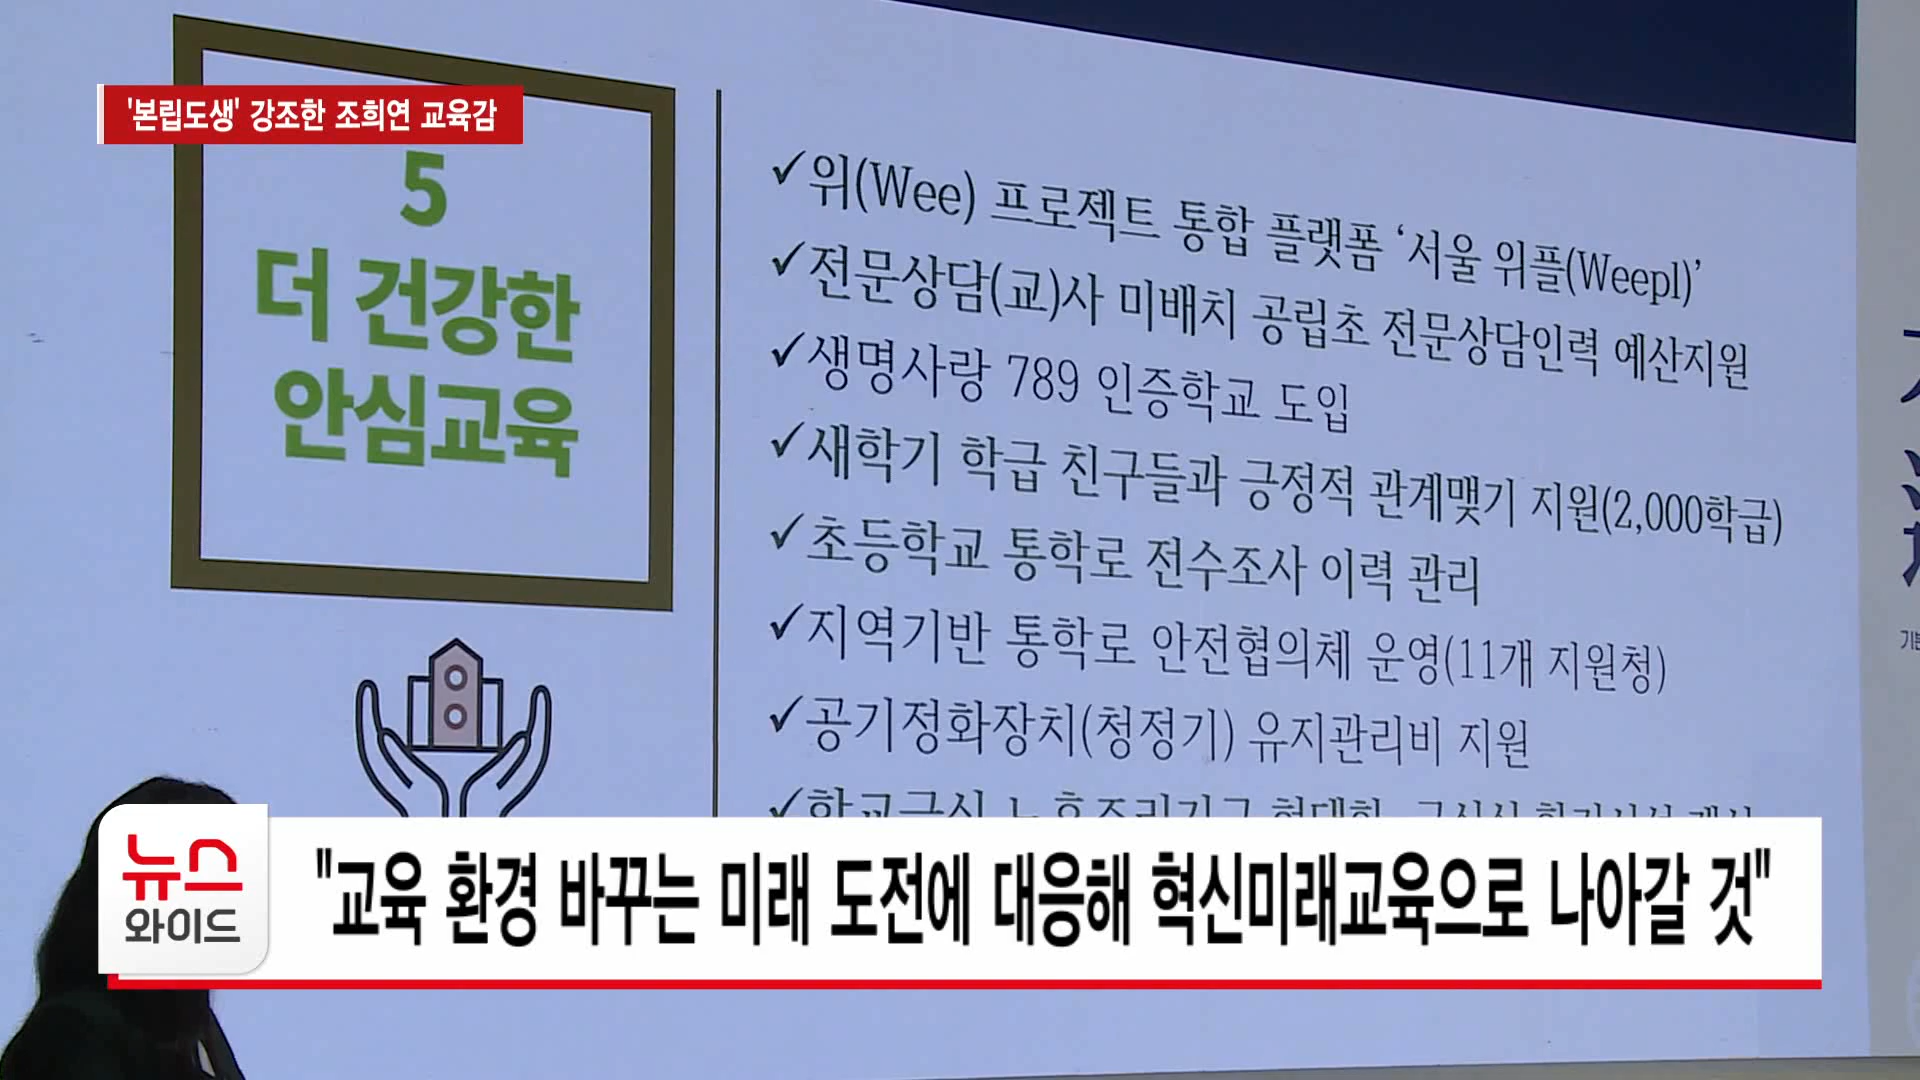 '본립도생' 강조한 조희연 교육감
5
더 건강한
안심교육
✓위(Wee) 프로젝트 통합 플랫폼 ‘서울 위플(Weepl)’
✓전문상담(교)사 미배치 공립초 전문상담인력 예산지원
✓생명사랑 789 인증학교 도입
✓새학기 학급 친구들과 긍정적 관계맺기 지원(2,000학급)
✓초등학교 통학로 전수조사 이력 관리
✓지역기반 통학로 안전협의체 운영(11개 지원청)
✓공기정화장치(청정기) 유지관리비 지원
뉴스
와이드
"교육 환경 바꾸는 미래 도전에 대응해 혁신미래교육으로 나아갈 것"